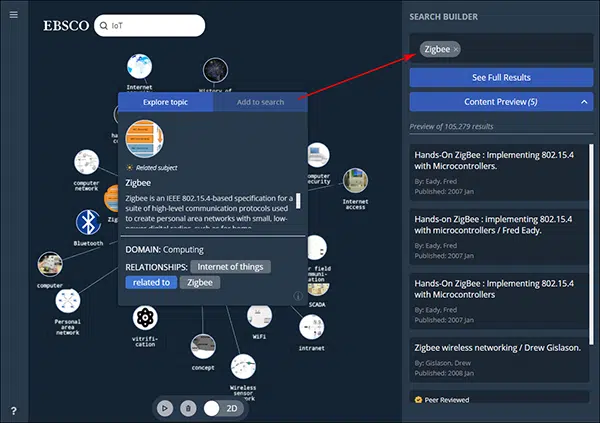 EBSCO
IoT
Internet
History of
computer
network
Bluetooth
computer
Personal
area
network
vitrifi-
cation
concept
Wireless
sensor
WiFi
intranet
SCADA
Internet
access
security
Explore topic
Add to search
Related subject
Zigbee
Zigbee is an IEEE 802.15.4-based specification for a
suite of high-level communication protocols used
to create personal area networks with small, low-
DOMAIN: Computing
RELATIONSHIPS: Internet of things
related to Zigbee
2D
?
SEARCH BUILDER
Zigbee ×
See Full Results
Content Preview (5)
Preview of 105,279 results
Hands-On ZigBee : Implementing 802.15.4
with Microcontrollers.
By: Eady, Fred
Published: 2007 Jan
Hands-on Zigbee : implementing 802.15.4
with microcontrollers / Fred Eady.
By: Eady, Fred
Published: 2007 Jan
Hands-On ZigBee : Implementing 802.15.4
with Microcontrollers
By: Eady, Fred
Published: 2007 Jan
Zigbee wireless networking / Drew Gislason.
By: Gislason, Drew
Published: 2008 Jan
Peer Reviewed